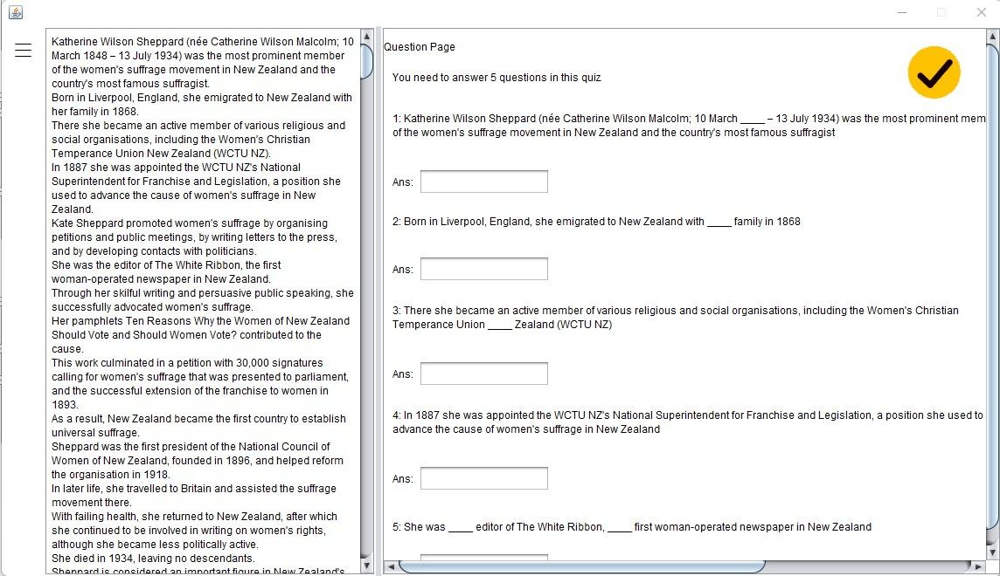 Katherine Wilson Sheppard (née Catherine Wilson Malcolm; 10
March 1848 – 13 July 1934) was the most prominent member
of the women's suffrage movement in New Zealand and the
country's most famous suffragist.
Born in Liverpool, England, she emigrated to New Zealand with
her family in 1868.
There she became an active member of various religious and
social organisations, including the Women's Christian
Temperance Union New Zealand (WCTU NZ).
In 1887 she was appointed the WCTU NZ's National
Superintendent for Franchise and Legislation, a position she
used to advance the cause of women's suffrage in New
Zealand.
Kate Sheppard promoted women's suffrage by organising
petitions and public meetings, by writing letters to the press,
and by developing contacts with politicians.
She was the editor of The White Ribbon, the first
woman-operated newspaper in New Zealand.
Through her skilful writing and persuasive public speaking, she
successfully advocated women's suffrage.
Her pamphlets Ten Reasons Why the Women of New Zealand
Should Vote and Should Women Vote? contributed to the
cause.
This work culminated in a petition with 30,000 signatures
calling for women's suffrage that was presented to parliament,
and the successful extension of the franchise to women in
1893.
As a result, New Zealand became the first country to establish
universal suffrage.
Sheppard was the first president of the National Council of
Women of New Zealand, founded in 1896, and helped reform
the organisation in 1918.
In later life, she travelled to Britain and assisted the suffrage
movement there.
With failing health, she returned to New Zealand, after which
she continued to be involved in writing on women's rights,
although she became less politically active.
She died in 1934, leaving no descendants.
Sheppard is considered an important figure in New Zealand's
Question Page
You need to answer 5 questions in this quiz
1: Katherine Wilson Sheppard (née Catherine Wilson Malcolm; 10 March ____ – 13 July 1934) was the most prominent mem
of the women's suffrage movement in New Zealand and the country's most famous suffragist
Ans:
2: Born in Liverpool, England, she emigrated to New Zealand with ____ family in 1868
Ans:
3: There she became an active member of various religious and social organisations, including the Women's Christian
Temperance Union ____ Zealand (WCTU NZ)
Ans:
4: In 1887 she was appointed the WCTU NZ's National Superintendent for Franchise and Legislation, a position she used to
advance the cause of women's suffrage in New Zealand
Ans:
5: She was ____ editor of The White Ribbon, ____ first woman-operated newspaper in New Zealand